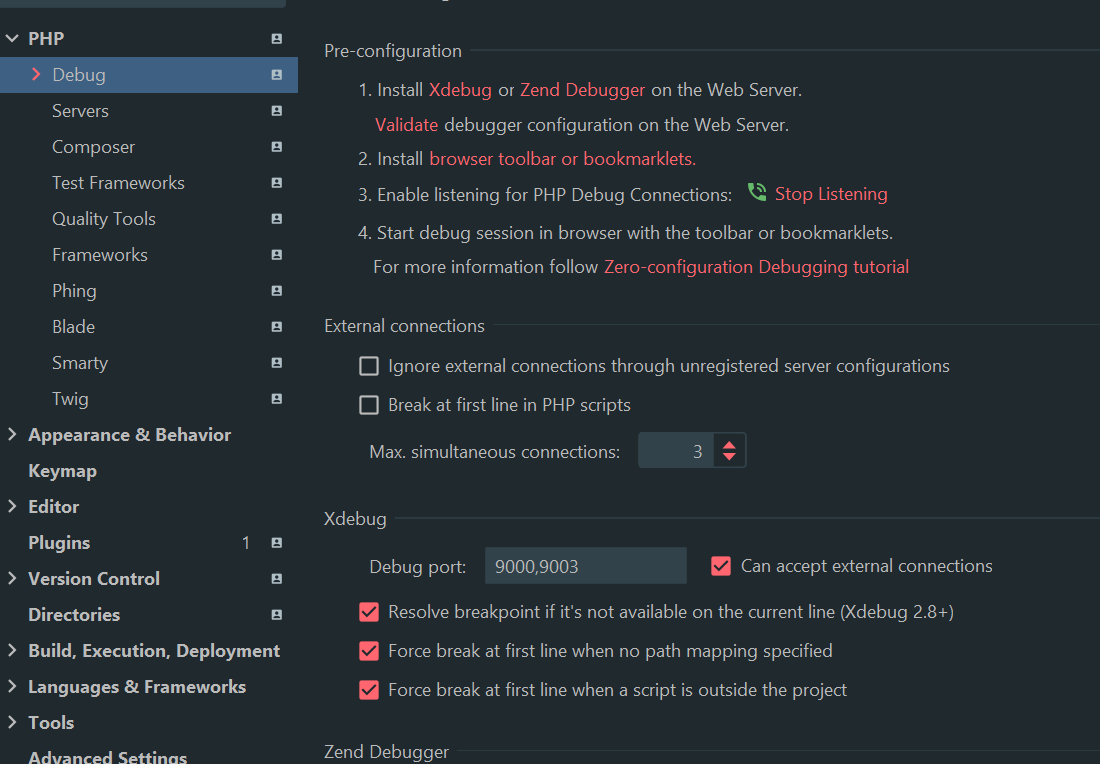 PHP
Debug
Servers
Composer
Test Frameworks
Quality Tools
Frameworks
Phing
Blade
Smarty
Twig
Appearance & Behavior
Keymap
Editor
Plugins 1
Version Control
Directories
Build, Execution, Deployment
Languages & Frameworks
Tools
Advanced Settings
Pre-configuration
1. Install Xdebug or Zend Debugger on the Web Server.
Validate debugger configuration on the Web Server.
2. Install browser toolbar or bookmarklets.
3. Enable listening for PHP Debug Connections: Stop Listening
4. Start debug session in browser with the toolbar or bookmarklets.
For more information follow Zero-configuration Debugging tutorial
External connections
Ignore external connections through unregistered server configurations
Break at first line in PHP scripts
Max. simultaneous connections: 3
Xdebug
Debug port: 9000,9003 Can accept external connections
Resolve breakpoint if it's not available on the current line (Xdebug 2.8+)
Force break at first line when no path mapping specified
Force break at first line when a script is outside the project
Zend Debugger